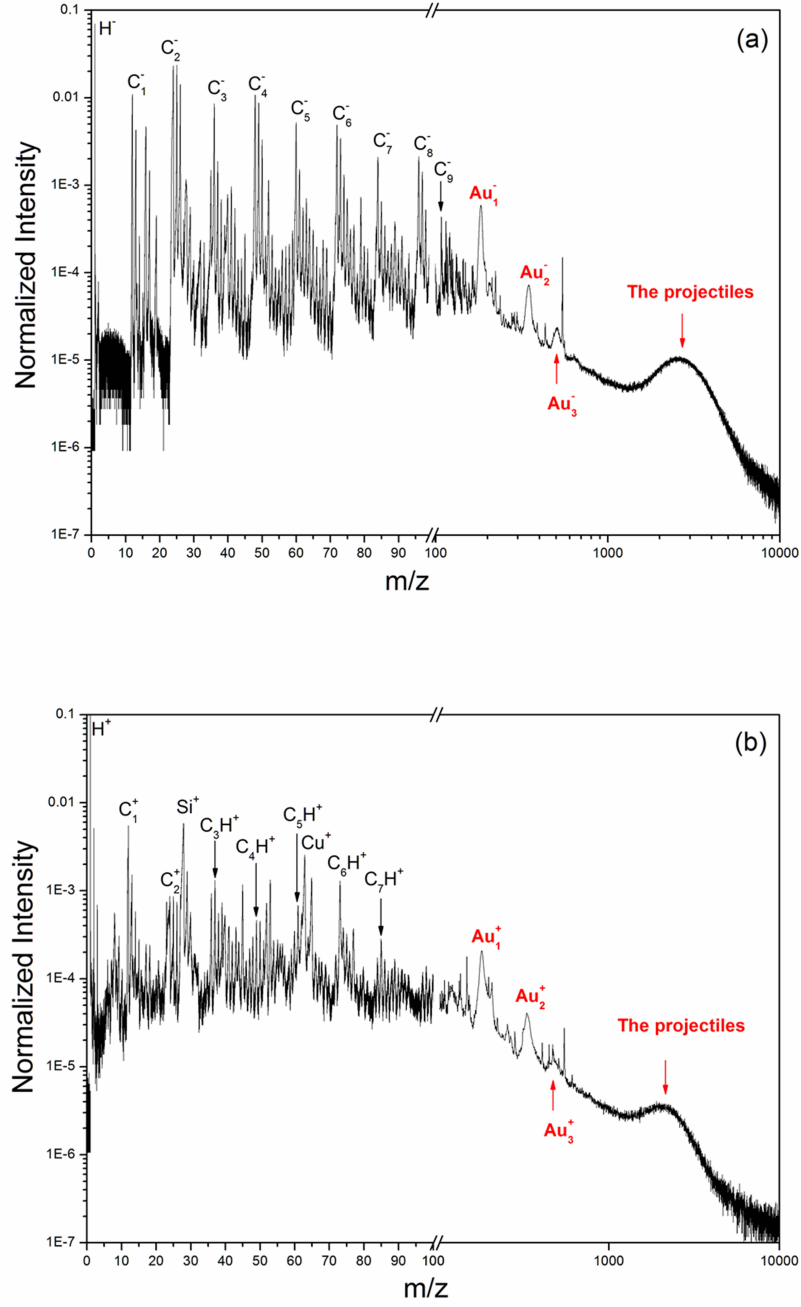 0.1
H⁻
(a)
C₂⁻
C₁⁻
C₃⁻
C₄⁻
0.01
C₅⁻
C₆⁻
C₇⁻
C₈⁻
C₉⁻
1E-3
Au₁⁻
1E-4
Au₂⁻
The projectiles
1E-5
Au₃⁻
1E-6
1E-7
Normalized Intensity
0 10 20 30 40 50 60 70 80 90 100 1000 10000
m/z
0.1
H⁺
(b)
0.01
C₁⁺
Si⁺
C₃H⁺
C₅H⁺
Cu⁺
C₄H⁺
C₆H⁺
C₂⁺
C₇H⁺
1E-3
Au₁⁺
1E-4
Au₂⁺
The projectiles
1E-5
Au₃⁺
1E-6
1E-7
Normalized Intensity
0 10 20 30 40 50 60 70 80 90 100 1000 10000
m/z